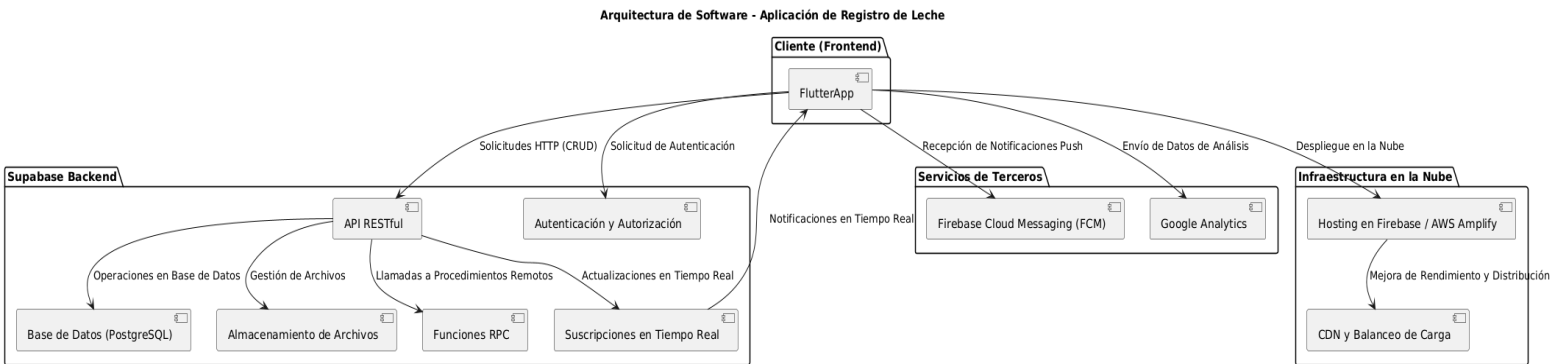 Arquitectura de Software - Aplicación de Registro de Leche
Cliente (Frontend)
FlutterApp
Solicitudes HTTP (CRUD)
Solicitud de Autenticación
Recepción de Notificaciones Push
Envío de Datos de Análisis
Despliegue en la Nube
Supabase Backend
Servicios de Terceros
Infraestructura en la Nube
API RESTful
Autenticación y Autorización
Notificaciones en Tiempo Real
Firebase Cloud Messaging (FCM)
Google Analytics
Hosting en Firebase / AWS Amplify
Operaciones en Base de Datos
Gestión de Archivos
Llamadas a Procedimientos Remotos
Actualizaciones en Tiempo Real
Mejora de Rendimiento y Distribución
Base de Datos (PostgreSQL)
Almacenamiento de Archivos
Funciones RPC
Suscripciones en Tiempo Real
CDN y Balanceo de Carga